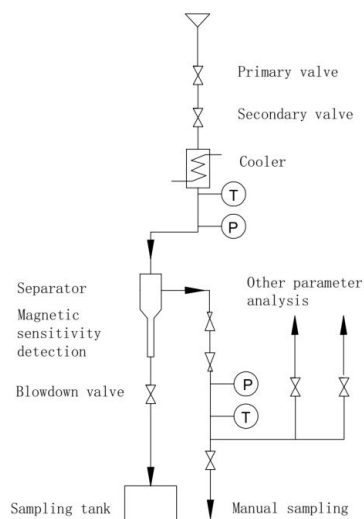 Primary valve
Secondary valve
Cooler
T
P
Separator
Other parameter
analysis
Magnetic
sensitivity
detection
P
Blowdown valve
T
Sampling tank
Manual sampling